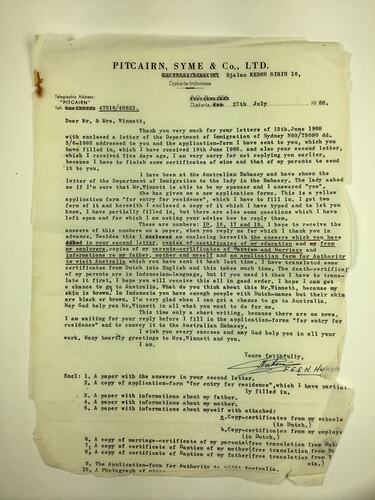 PITCAIRN, SYME & Co., LTD.
Djalan KEBON SIRIH 16,
Djakarta-Indonesia
Telegraphic Address:
"PITCAIRN"
Tell. 47016/48623.
Djakarta, 27th July 1968.
Dear Mr. & Mrs. Winnett,
Thank you very much for your letters of 13th.June 1968
with enclosed a letter of the Department of Immigration of Sydney N60/75080 dd.
3/6-1968 addressed to you and the application-form I have sent to you, which you
have filled in, which I have received 19th June 1968, and also your second letter,
which I received five days ago, I am very sorry for not replying you earlier,
because I have to finish some certificates of mine and that of my parents to send
it to you.
I have been at the Australian Embassy and have shown the
letter of the Department of Immigration to the lady in the Embassy. The lady asked
me if I'm sure that Mr.Winnett is able to be my sponsor and I answered "yes".
She has given me a new application forms. This is a yellow
application form "for entry for residence", which I have to fill in. I got two
form of it and herewith I enclosed a copy of it which I have typed and to let you
know, I have partially filled in, but there are also some questions which I have
left open and for which I am asking your advice how to reply them.
These are numbers: 10, 16, 17 and 19. I hope to receive the
answers of this numbers on a paper, when you reply me for which I thank you in
advance. Besides this I am also enclosing herewith the answers which you have
asked in your second letter, copies of certificates of my education and my from
my employers, copies of my parents-certificates of Baptism and Marriage and
informations of my father, mother and myself and an application form for Authority
to visit Australia which you have sent it back last time. I have translated some
certificates from Dutch into English and this takes much time. The death-certificate
of my parents are in Indonesian-language, but if you need it then I have to trans-
late it first, I hope you will receive this all in good order. I hope I can get
a chance to go to Australia. What do you think about this Mr.Winnett, because my
skin is brown. In Indonesia you have enough people with Dutch-names but their skin
are black or brown. I'm very glad when I can get a chance to go to Australia.
May God help you Mr.Winnett in all what you want to do for me.
This time only a short writing, because there are no news.
I am waiting for your reply before I fill in the application-forms "for entry for
residence" and to convey it to the Australian Embassy.
I wish you every success and may God help you in all your
work. Many heartily greetings to Mrs.Winnett and you.
I am.
Yours faithfully,
Encl: 1. A paper with the answers in your second letter.
2. A copy of application-form "for entry for residence", which I have partial
ly filled in.
3. A paper with informations about my father.
4. A paper with informations about my mother.
5. A paper with informations about myself with attached:
a. Copy-certificates from my schools
(in Dutch.)
b. Copy-certificates from my employe
(in Dutch.)
6. A copy of marriage-certificate of my parents(free translation from Du
7. A copy of certificate of Baptism of my mother(free translation from D
8. A copy of certificate of Baptism of my father(free translation from D
9. The Application-form for Authority to Australia.
10. A Photograph of